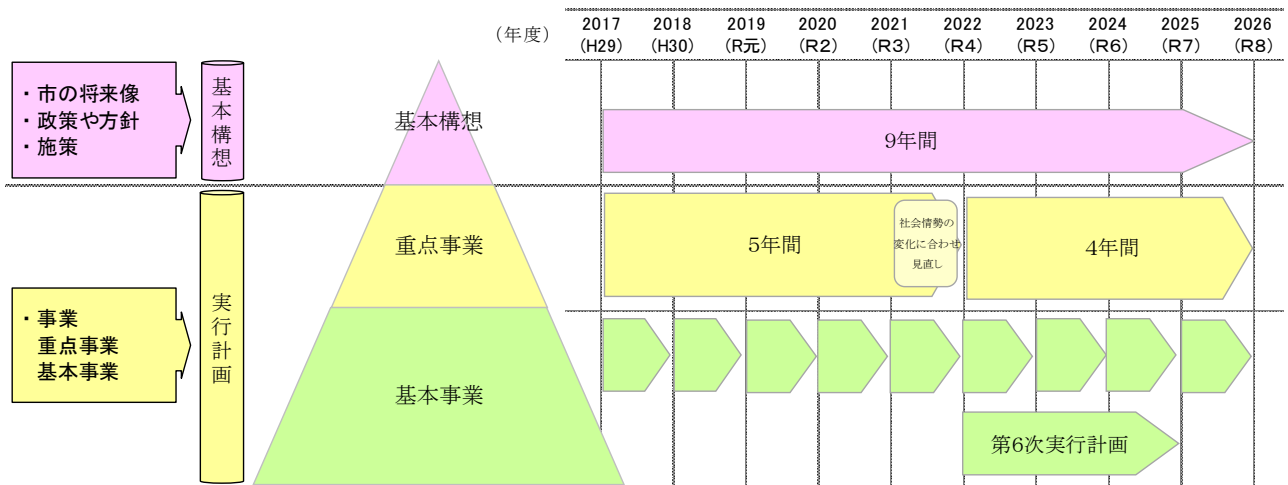 （年度）
2017 2018 2019 2020 2021 2022 2023 2024 2025 2026
(H29) (H30) (R元) (R2) (R3) (R4) (R5) (R6) (R7) (R8)
・市の将来像
・政策や方針
・施策
基本構想
基本構想
9年間
・事業
重点事業
基本事業
実行計画
重点事業
5年間
社会情勢の
変化に合わせ
見直し
4年間
基本事業
第6次実行計画